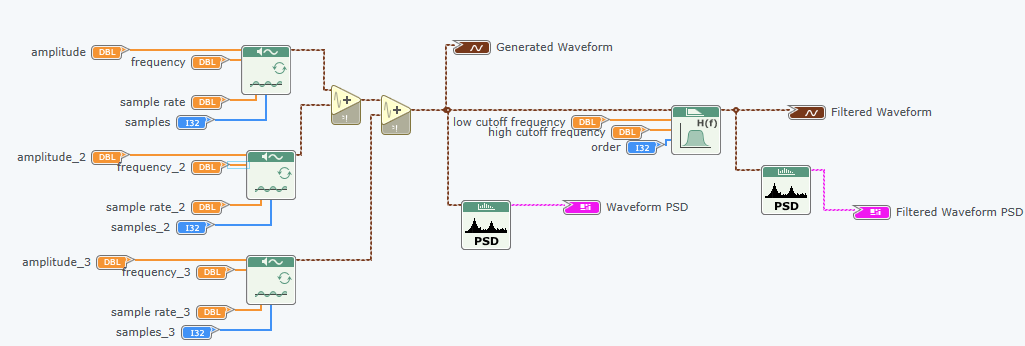 Generated Waveform
amplitude DBL
frequency DBL
sample rate DBL
samples I32
low cutoff frequency DBL
high cutoff frequency DBL
order I32
H(f)
Filtered Waveform
amplitude_2 DBL
frequency_2 DBL
sample rate_2 DBL
samples_2 I32
PSD
Waveform PSD
PSD
Filtered Waveform PSD
amplitude_3 DBL
frequency_3 DBL
sample rate_3 DBL
samples_3 I32